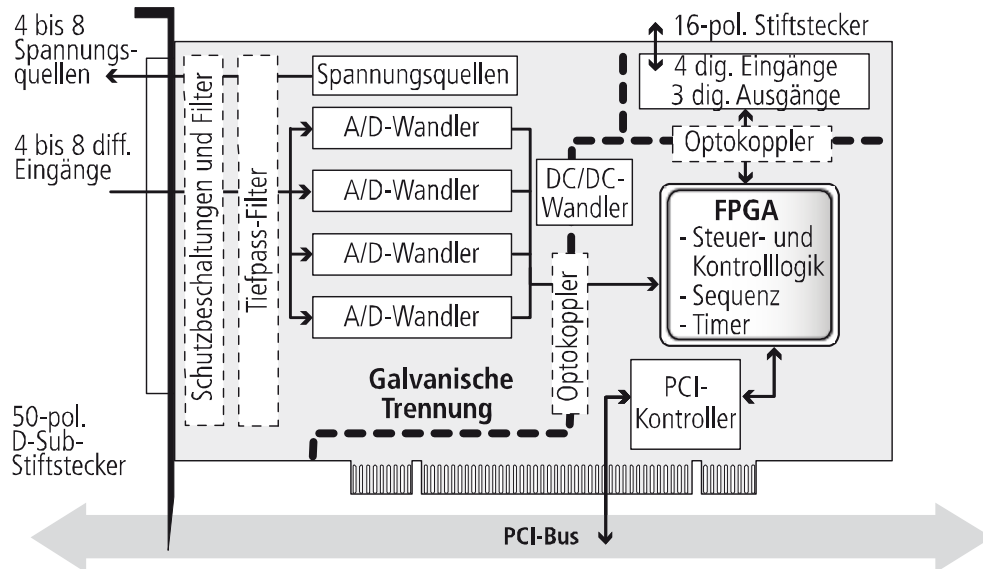 4 bis 8
Spannungs-
quellen
4 bis 8 diff.
Eingänge
50-pol.
D-Sub-
Stiftstecker
Schutzbeschaltungen und Filter
Tiefpass-Filter
Spannungsquellen
A/D-Wandler
A/D-Wandler
A/D-Wandler
A/D-Wandler
Galvanische
Trennung
DC/DC-
Wandler
Optokoppler
16-pol. Stiftstecker
4 dig. Eingänge
3 dig. Ausgänge
Optokoppler
FPGA
- Steuer- und
Kontrolllogik
- Sequenz
- Timer
PCI-
Kontroller
PCI-Bus